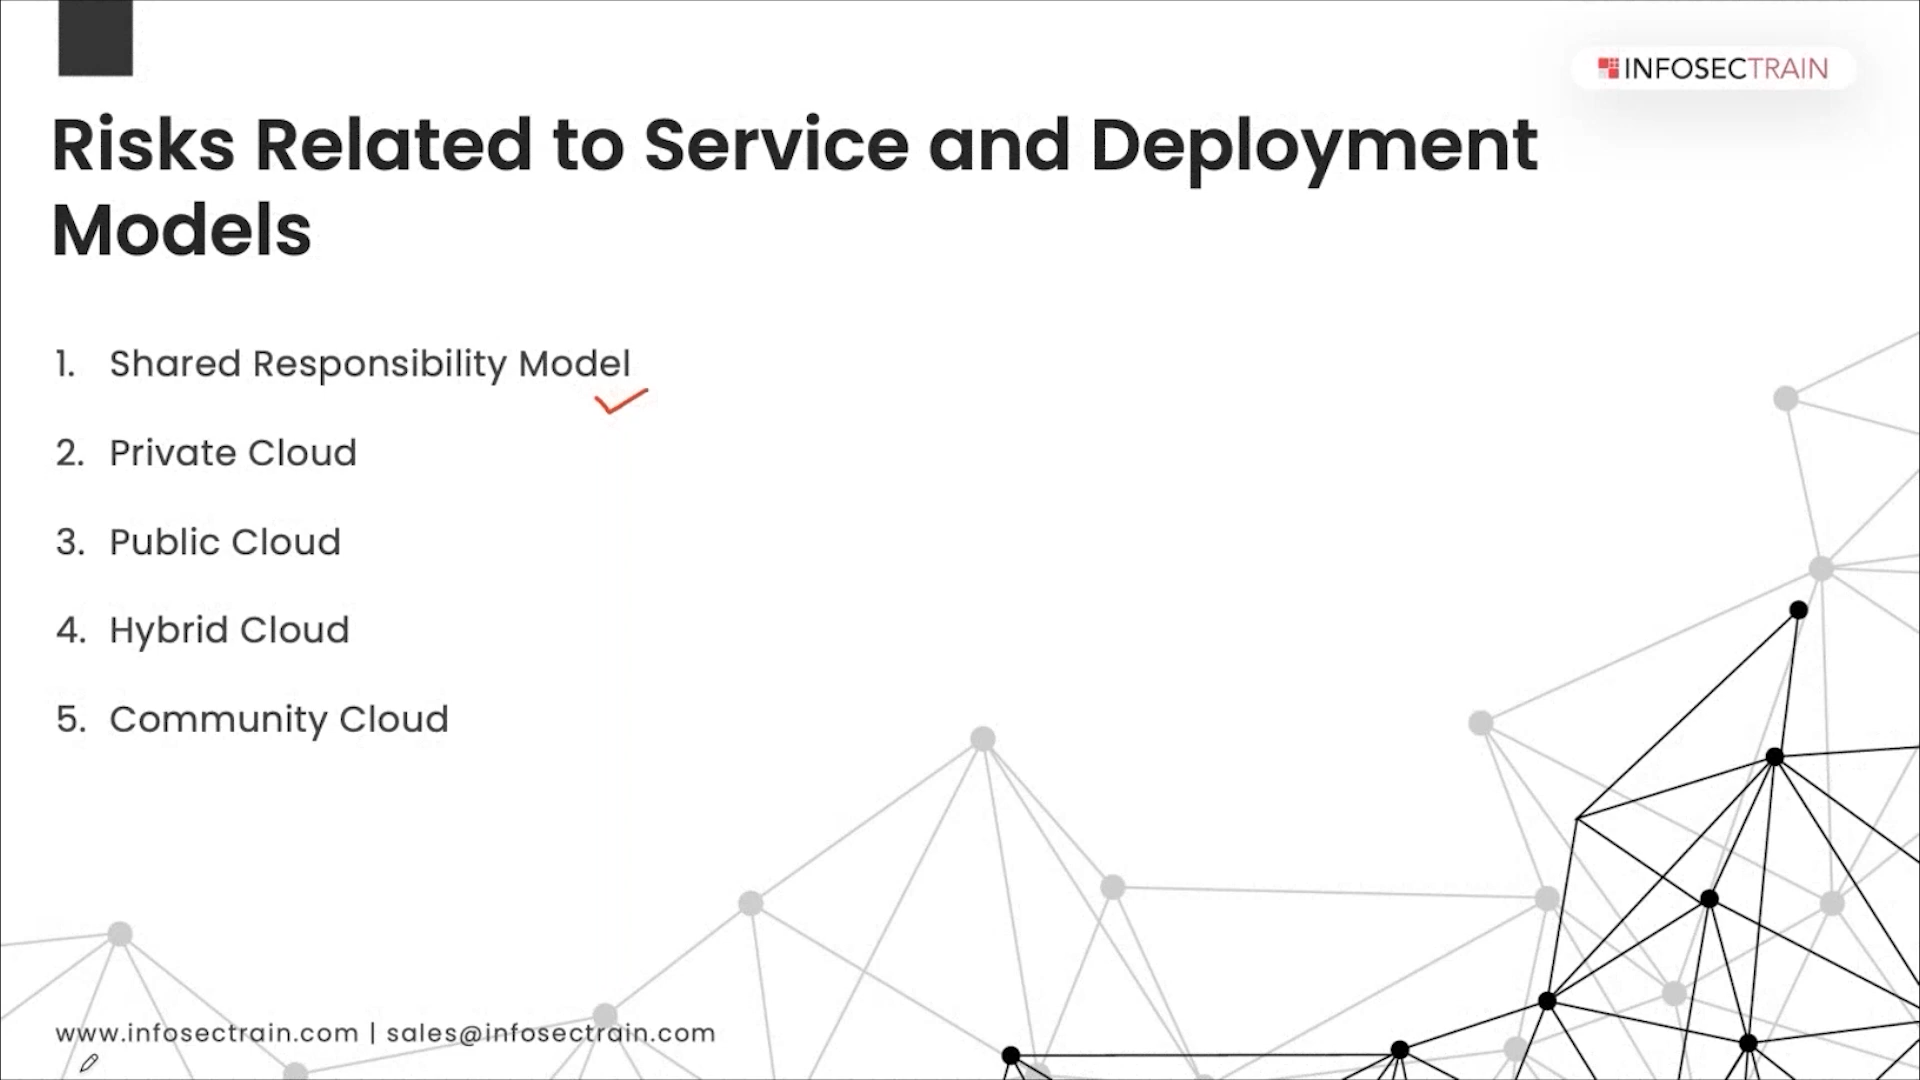 INFOSECTRAIN
Risks Related to Service and Deployment
Models
1. Shared Responsibility Model
2. Private Cloud
3. Public Cloud
4. Hybrid Cloud
5. Community Cloud
www.infosectrain.com | sales@infosectrain.com